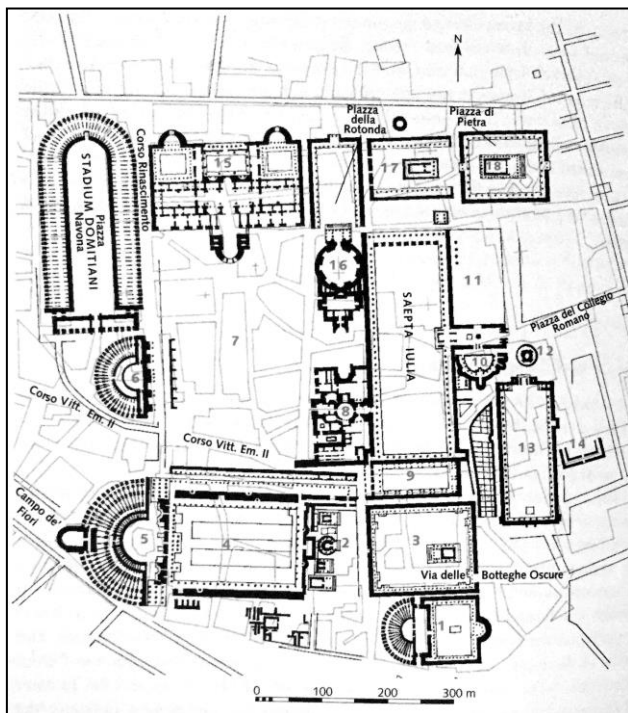 N
Piazza
della
Rotonda
Piazza di
Pietra
Corso Rinascimento
STADIUM DOMITIANI
Piazza
Navona
15
17
18
16
SAEPTA IULIA
11
Piazza del Collegio
Romano
7
6
10
12
Corso Vitt. Em. II
8
13
14
Corso Vitt. Em. II
9
Campo de'
Fiori
5
4
2
3
Via delle Botteghe Oscure
1
0 100 200 300 m